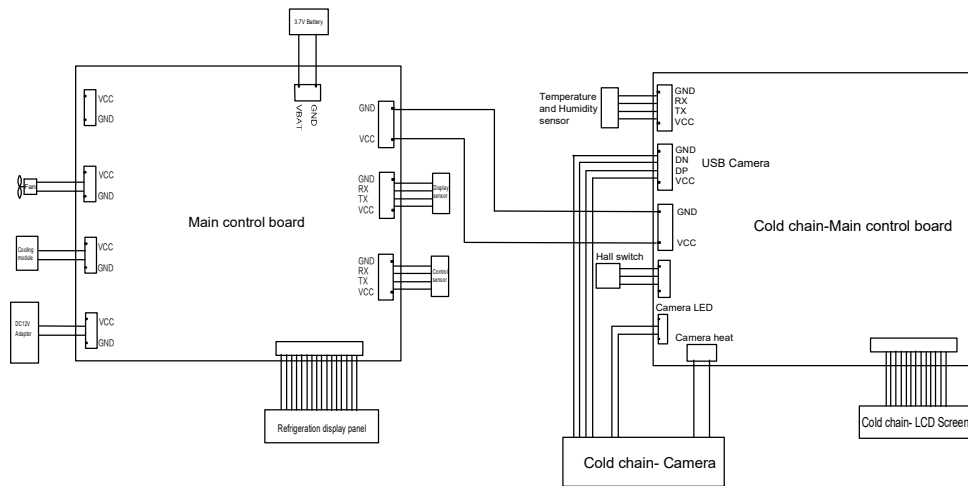 3.7V Battery
VBAT
GND
VCC
GND
Fan
VCC
GND
Cooling
module
VCC
GND
DC12V
Adapter
VCC
GND
Main control board
GND
VCC
GND
RX
TX
VCC
Display
sensor
GND
RX
TX
VCC
Control
sensor
Refrigration display panel
Temperature
and Humidity
sensor
GND
RX
TX
VCC
GND
DN
DP
VCC
USB Camera
GND
VCC
Cold chain-Main control board
Hall switch
Camera LED
Camera heat
Cold chain- LCD Screen
Cold chain- Camera